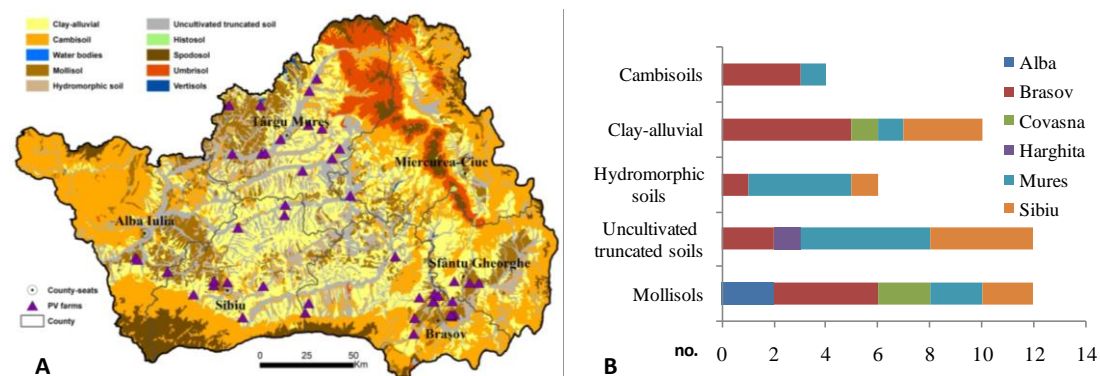 Clay-alluvial
Cambisoil
Water bodies
Mollisol
Hydromorphic soil
Uncultivated truncated soil
Histosol
Spodosol
Umbrisol
Vertisols
Târgu Mureș
Miercurea-Ciuc
Alba Iulia
Sfântu Gheorghe
Sibiu
Brașov
County-seats
PV farms
County
0 25 50
Km
A
Cambisoils
Clay-alluvial
Hydromorphic
soils
Uncultivated
truncated soils
Mollisols
Alba
Brasov
Covasna
Harghita
Mures
Sibiu
no.
0 2 4 6 8 10 12 14
B